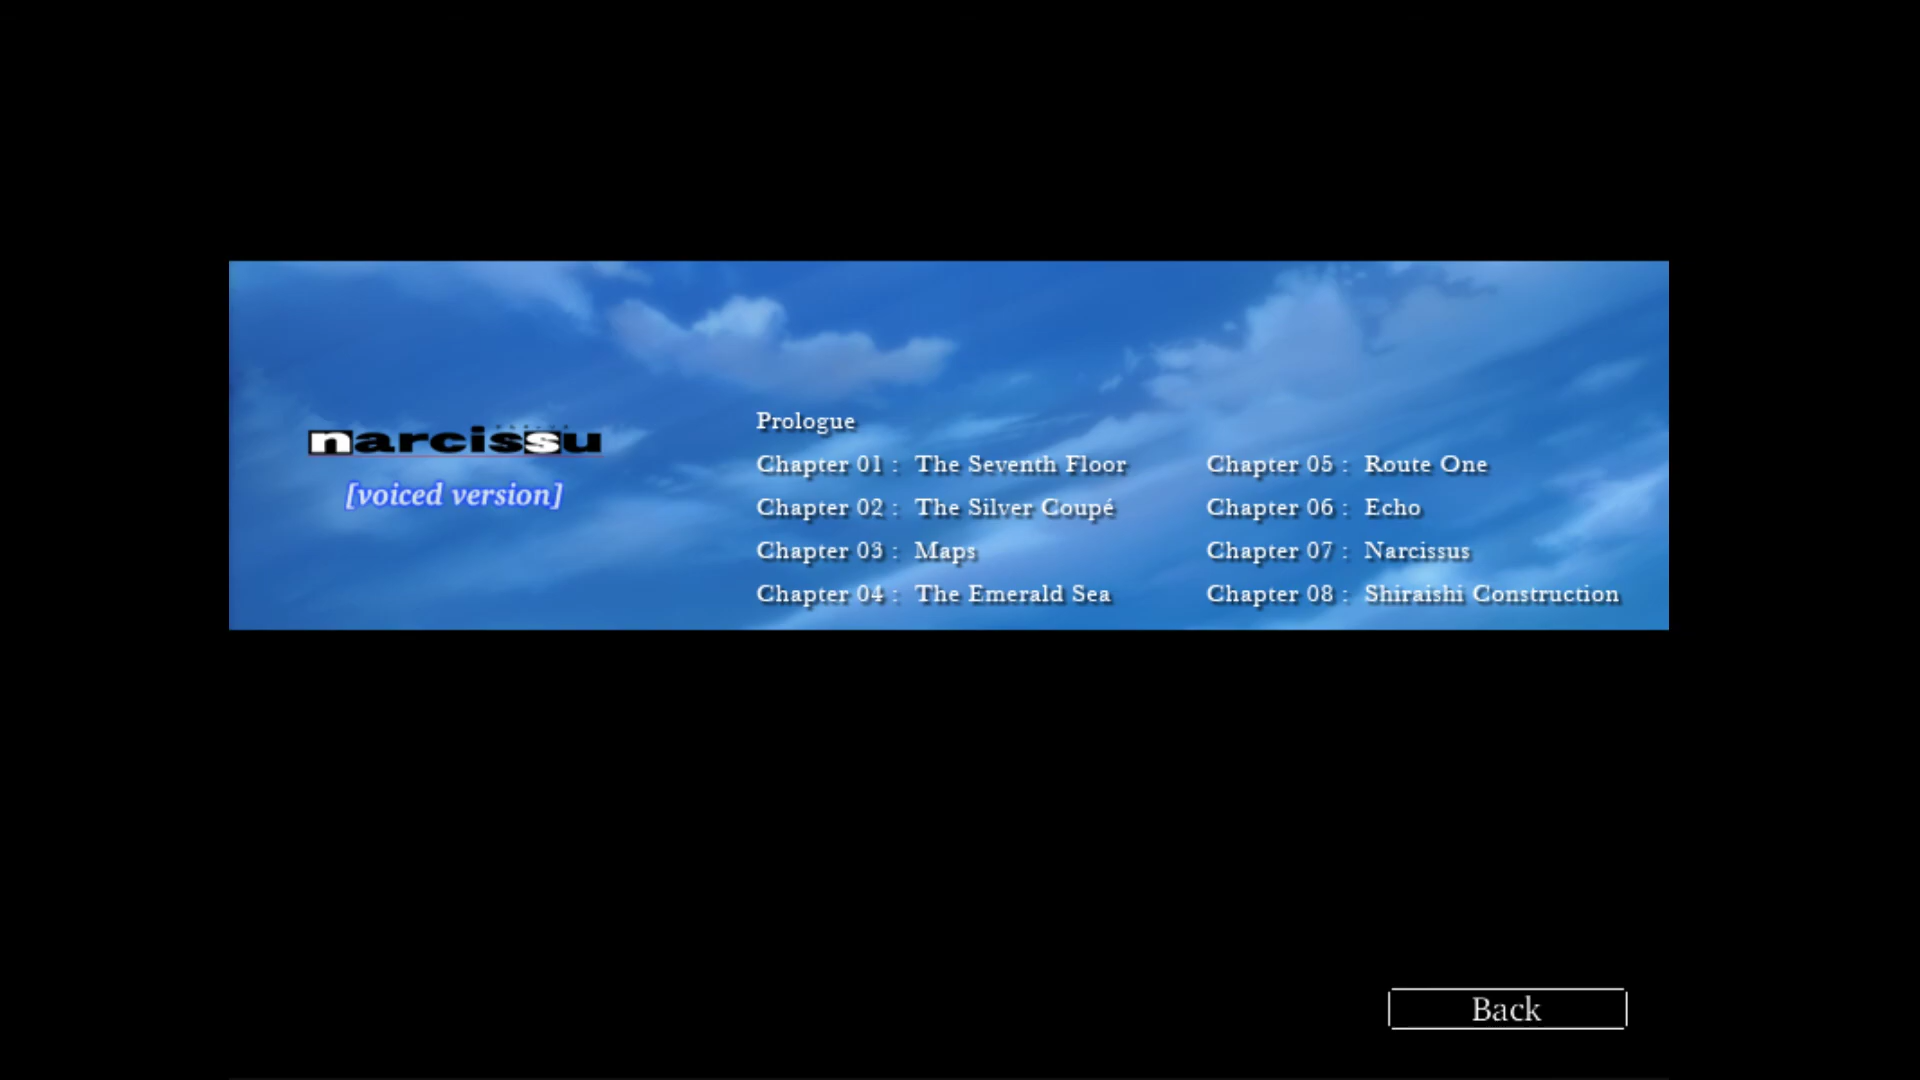 narcissu
[voiced version]
Prologue
Chapter 01 : The Seventh Floor
Chapter 02 : The Silver Coupé
Chapter 03 : Maps
Chapter 04 : The Emerald Sea
Chapter 05 : Route One
Chapter 06 : Echo
Chapter 07 : Narcissus
Chapter 08 : Shiraishi Construction
Back